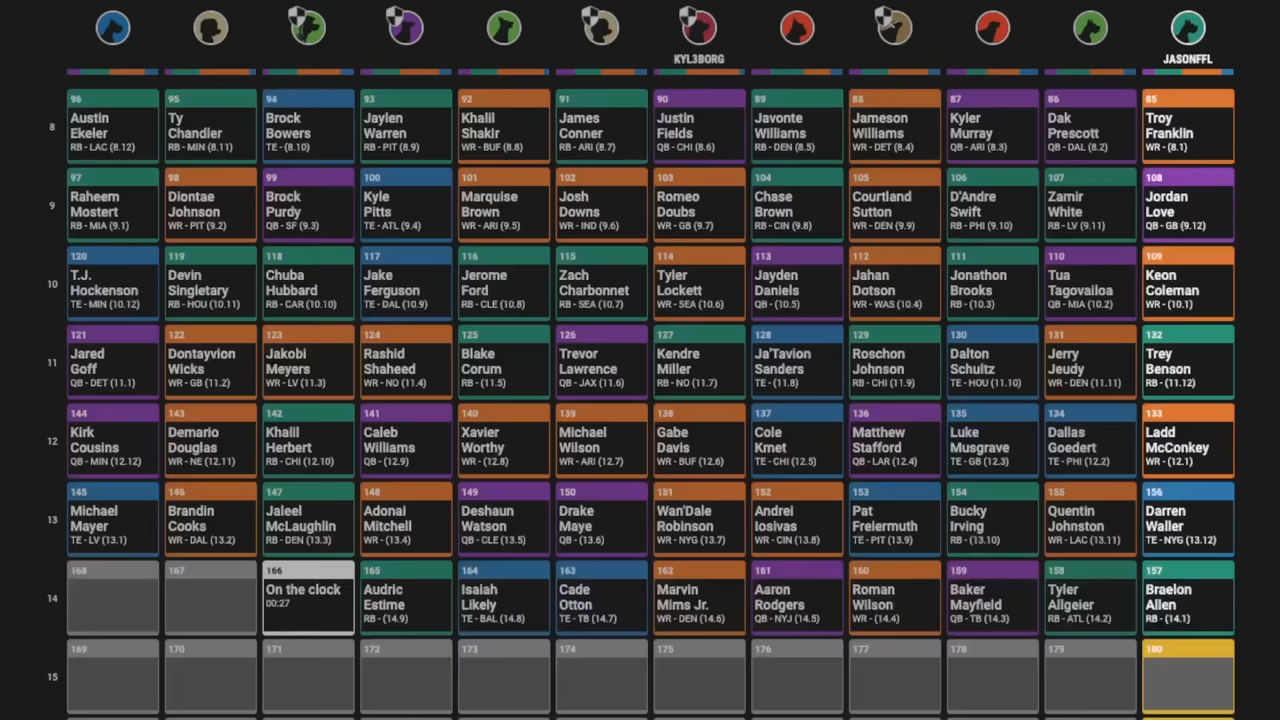 KYL3BORG
JASONFFL
8
96
Austin
Ekeler
RB - LAC (8.12)
95
Ty
Chandler
RB - MIN (8.11)
94
Brock
Bowers
TE - (8.10)
93
Jaylen
Warren
RB - PIT (8.9)
92
Khalil
Shakir
WR - BUF (8.8)
91
James
Conner
RB - ARI (8.7)
90
Justin
Fields
QB - CHI (8.6)
89
Javonte
Williams
RB - DEN (8.5)
88
Jameson
Williams
WR - DET (8.4)
87
Kyler
Murray
QB - ARI (8.3)
86
Dak
Prescott
QB - DAL (8.2)
85
Troy
Franklin
WR - (8.1)
9
97
Raheem
Mostert
RB - MIA (9.1)
98
Diontae
Johnson
WR - PIT (9.2)
99
Brock
Purdy
QB - SF (9.3)
100
Kyle
Pitts
TE - ATL (9.4)
101
Marquise
Brown
WR - ARI (9.5)
102
Josh
Downs
WR - IND (9.6)
103
Romeo
Doubs
WR - GB (9.7)
104
Chase
Brown
RB - CIN (9.8)
105
Courtland
Sutton
WR - DEN (9.9)
106
D'Andre
Swift
RB - PHI (9.10)
107
Zamir
White
RB - LV (9.11)
108
Jordan
Love
QB - GB (9.12)
10
120
T.J.
Hockenson
TE - MIN (10.12)
119
Devin
Singletary
RB - HOU (10.11)
118
Chuba
Hubbard
RB - CAR (10.10)
117
Jake
Ferguson
TE - DAL (10.9)
116
Jerome
Ford
RB - CLE (10.8)
115
Zach
Charbonnet
RB - SEA (10.7)
114
Tyler
Lockett
WR - SEA (10.6)
113
Jayden
Daniels
QB - (10.5)
112
Jahan
Dotson
WR - WAS (10.4)
111
Jonathon
Brooks
RB - (10.3)
110
Tua
Tagovailoa
QB - MIA (10.2)
109
Keon
Coleman
WR - (10.1)
11
121
Jared
Goff
QB - DET (11.1)
122
Dontayvion
Wicks
WR - GB (11.2)
123
Jakobi
Meyers
WR - LV (11.3)
124
Rashid
Shaheed
WR - NO (11.4)
125
Blake
Corum
RB - (11.5)
126
Trevor
Lawrence
QB - JAX (11.6)
127
Kendre
Miller
RB - NO (11.7)
128
Ja'Tavion
Sanders
TE - (11.8)
129
Roschon
Johnson
RB - CHI (11.9)
130
Dalton
Schultz
TE - HOU (11.10)
131
Jerry
Jeudy
WR - DEN (11.11)
132
Trey
Benson
RB - (11.12)
12
144
Kirk
Cousins
QB - MIN (12.12)
143
Demario
Douglas
WR - NE (12.11)
142
Khalil
Herbert
RB - CHI (12.10)
141
Caleb
Williams
QB - (12.9)
140
Xavier
Worthy
WR - (12.8)
139
Michael
Wilson
WR - ARI (12.7)
138
Gabe
Davis
WR - BUF (12.6)
137
Cole
Kmet
TE - CHI (12.5)
136
Matthew
Stafford
QB - LAR (12.4)
135
Luke
Musgrave
TE - GB (12.3)
134
Dallas
Goedert
TE - PHI (12.2)
133
Ladd
McConkey
WR - (12.1)
13
145
Michael
Mayer
TE - LV (13.1)
146
Brandin
Cooks
WR - DAL (13.2)
147
Jaleel
McLaughlin
RB - DEN (13.3)
148
Adonai
Mitchell
WR - (13.4)
149
Deshaun
Watson
QB - CLE (13.5)
150
Drake
Maye
QB - (13.6)
151
Wan'Dale
Robinson
WR - NYG (13.7)
152
Andrei
Iosivas
WR - CIN (13.8)
153
Pat
Freiermuth
TE - PIT (13.9)
154
Bucky
Irving
RB - (13.10)
155
Quentin
Johnston
WR - LAC (13.11)
156
Darren
Waller
TE - NYG (13.12)
14
168
167
166
On the clock
00:27
165
Audric
Estime
RB - (14.9)
164
Isaiah
Likely
TE - BAL (14.8)
163
Cade
Otton
TE - TB (14.7)
162
Marvin
Mims Jr.
WR - DEN (14.6)
161
Aaron
Rodgers
QB - NYJ (14.5)
160
Roman
Wilson
WR - (14.4)
159
Baker
Mayfield
QB - TB (14.3)
158
Tyler
Allgeier
RB - ATL (14.2)
157
Braelon
Allen
RB - (14.1)
15
169
170
171
172
173
174
175
176
177
178
179
180